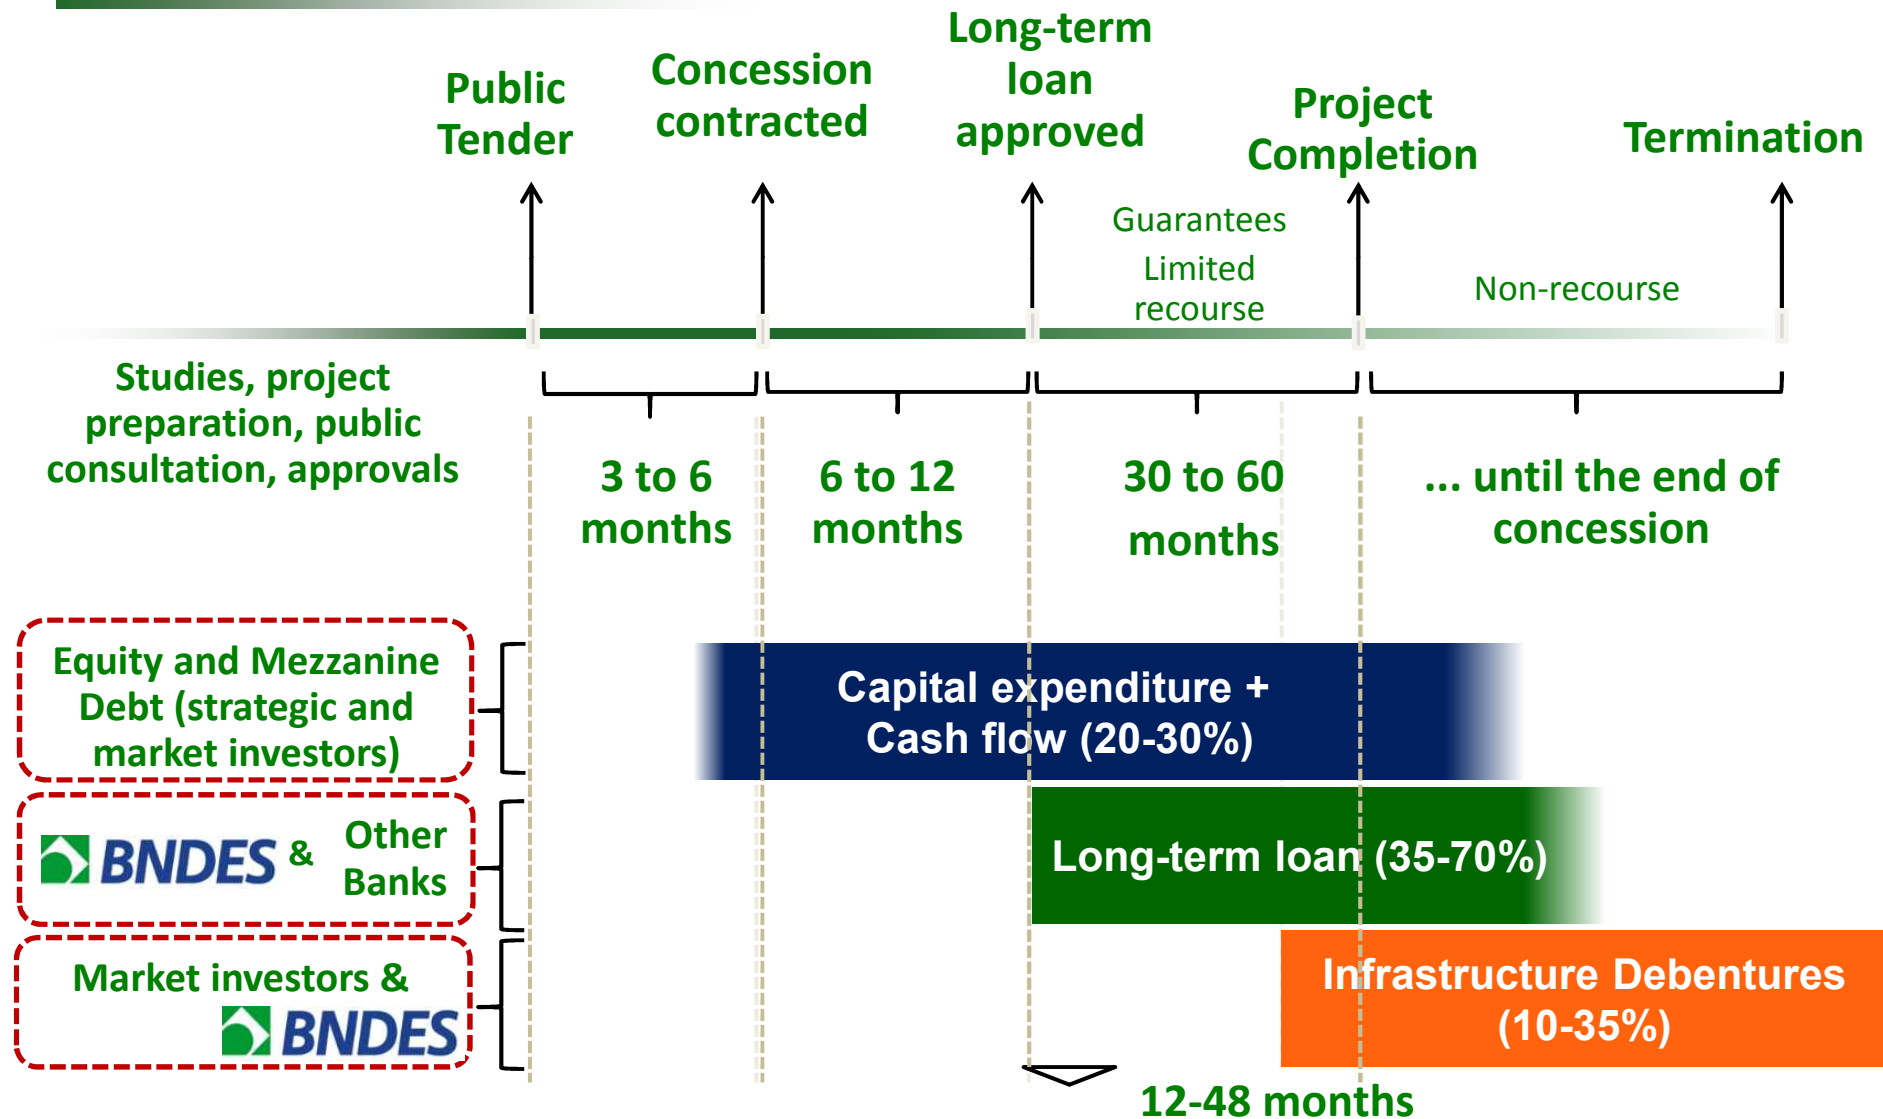 Public
Tender
Concession
contracted
Long-term
loan
approved
Project
Completion
Termination
Guarantees
Limited
recourse
Non-recourse
Studies, project
preparation, public
consultation, approvals
3 to 6
months
6 to 12
months
30 to 60
months
... until the end of
concession
Equity and Mezzanine
Debt (strategic and
market investors)
Capital expenditure +
Cash flow (20-30%)
BNDES & Other
Banks
Long-term loan (35-70%)
Market investors &
BNDES
Infrastructure Debentures
(10-35%)
12-48 months